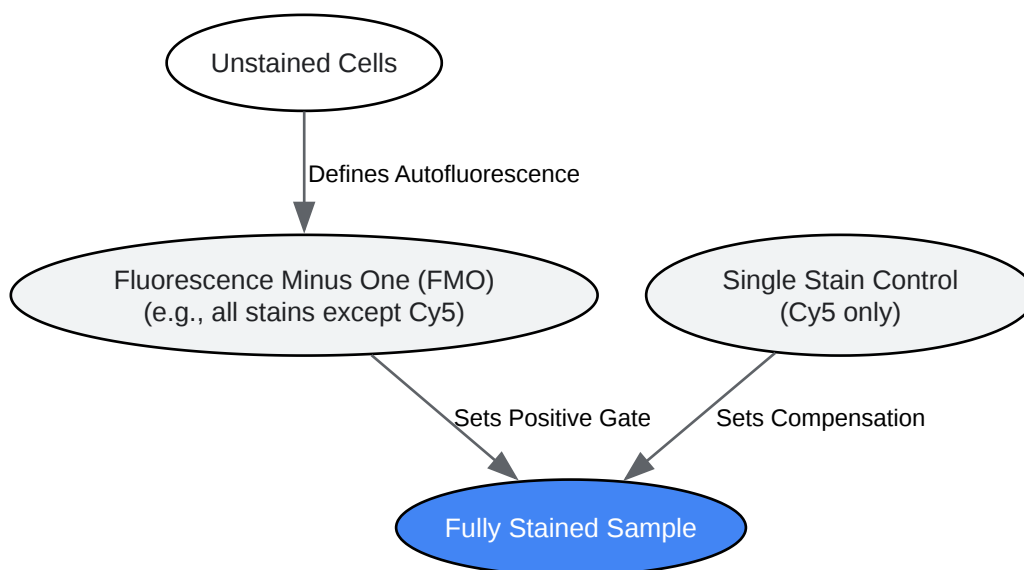 Unstained Cells
Defines Autofluorescence
Fluorescence Minus One (FMO)
(e.g., all stains except Cy5)
Single Stain Control
(Cy5 only)
Sets Positive Gate
Sets Compensation
Fully Stained Sample